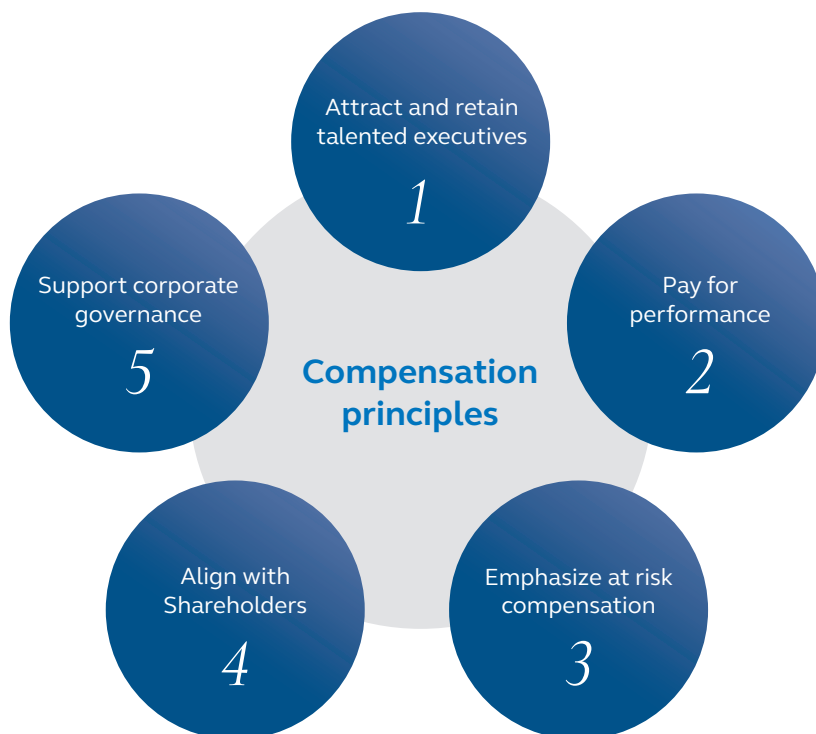 Attract and retain
talented executives
1
Pay for
performance
2
Emphasize at risk
compensation
3
Align with
Shareholders
4
Support corporate
governance
5
Compensation
principles